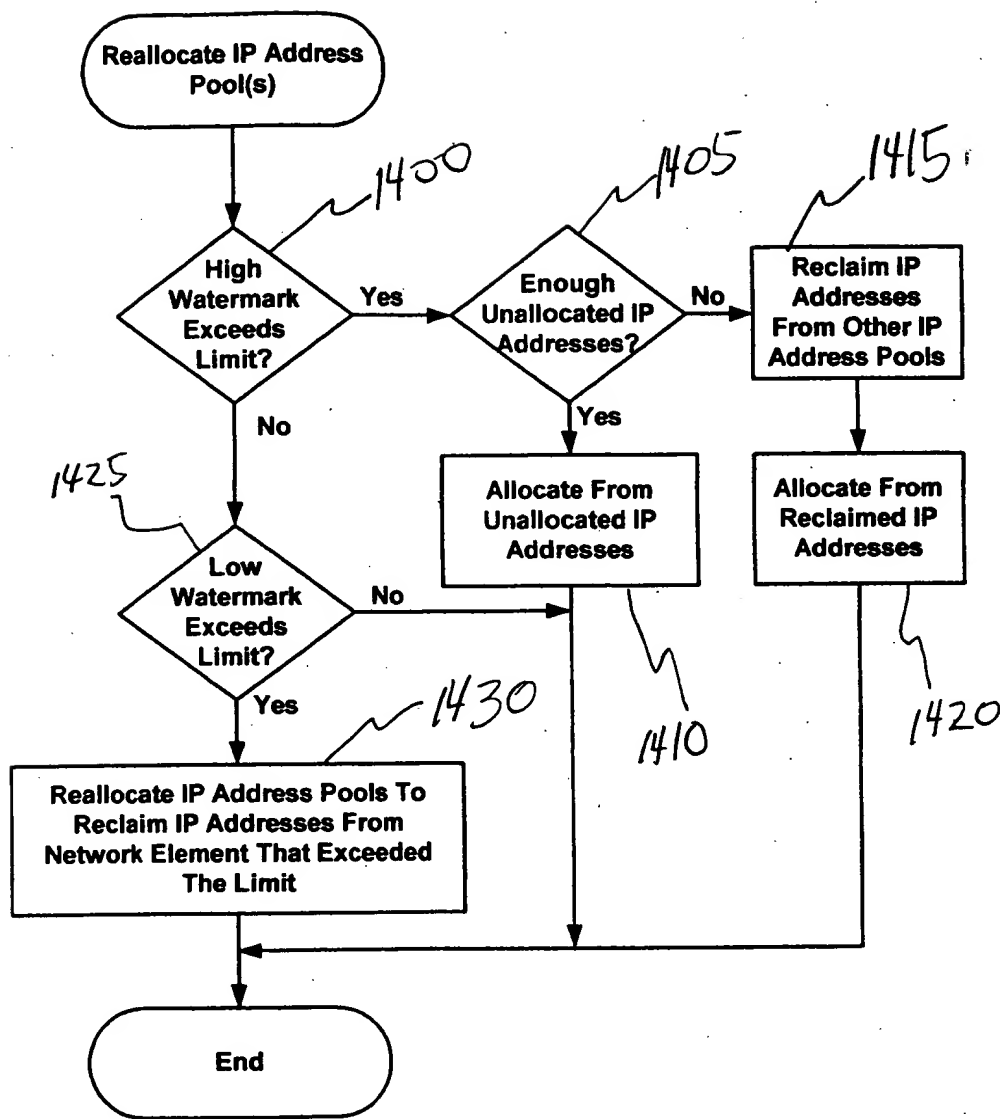 Reallocate IP Address
Pool(s)
1400
1405
1415
High
Watermark
Exceeds
Limit?
Yes
Enough
Unallocated IP
Addresses?
No
Reclaim IP
Addresses
From Other IP
Address Pools
No
Yes
1425
Allocate From
Unallocated IP
Addresses
Allocate From
Reclaimed IP
Addresses
Low
Watermark
Exceeds
Limit?
No
Yes
1430
1410
1420
Reallocate IP Address Pools To
Reclaim IP Addresses From
Network Element That Exceeded
The Limit
End